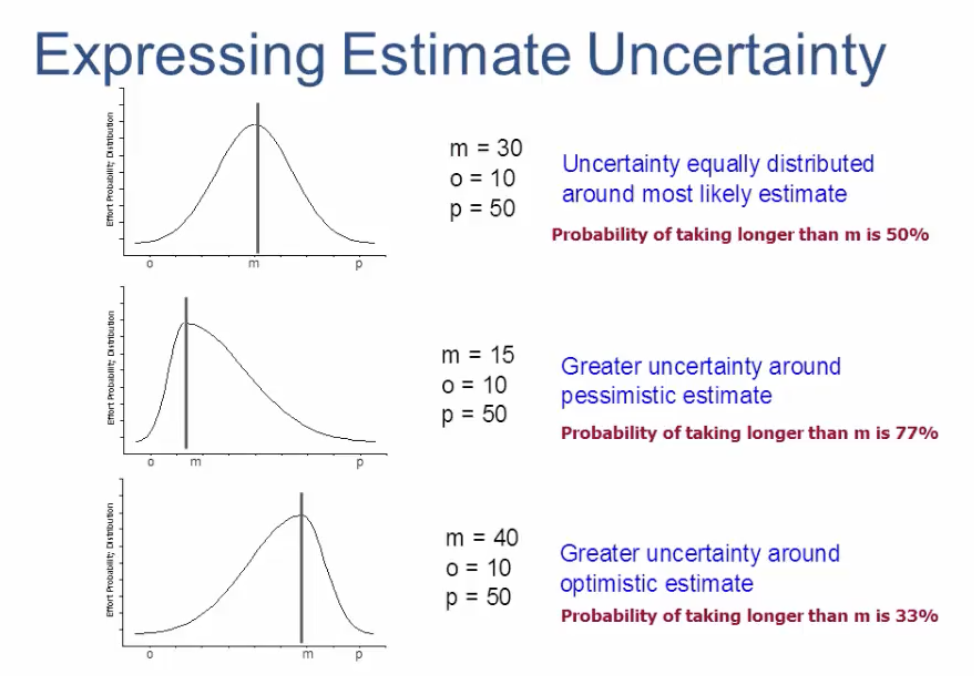 Expressing Estimate Uncertainty
Effort Probability Distribution
o m p
m = 30
o = 10
p = 50
Uncertainty equally distributed
around most likely estimate
Probability of taking longer than m is 50%
Effort Probability Distribution
o m p
m = 15
o = 10
p = 50
Greater uncertainty around
pessimistic estimate
Probability of taking longer than m is 77%
Effort Probability Distribution
o m p
m = 40
o = 10
p = 50
Greater uncertainty around
optimistic estimate
Probability of taking longer than m is 33%